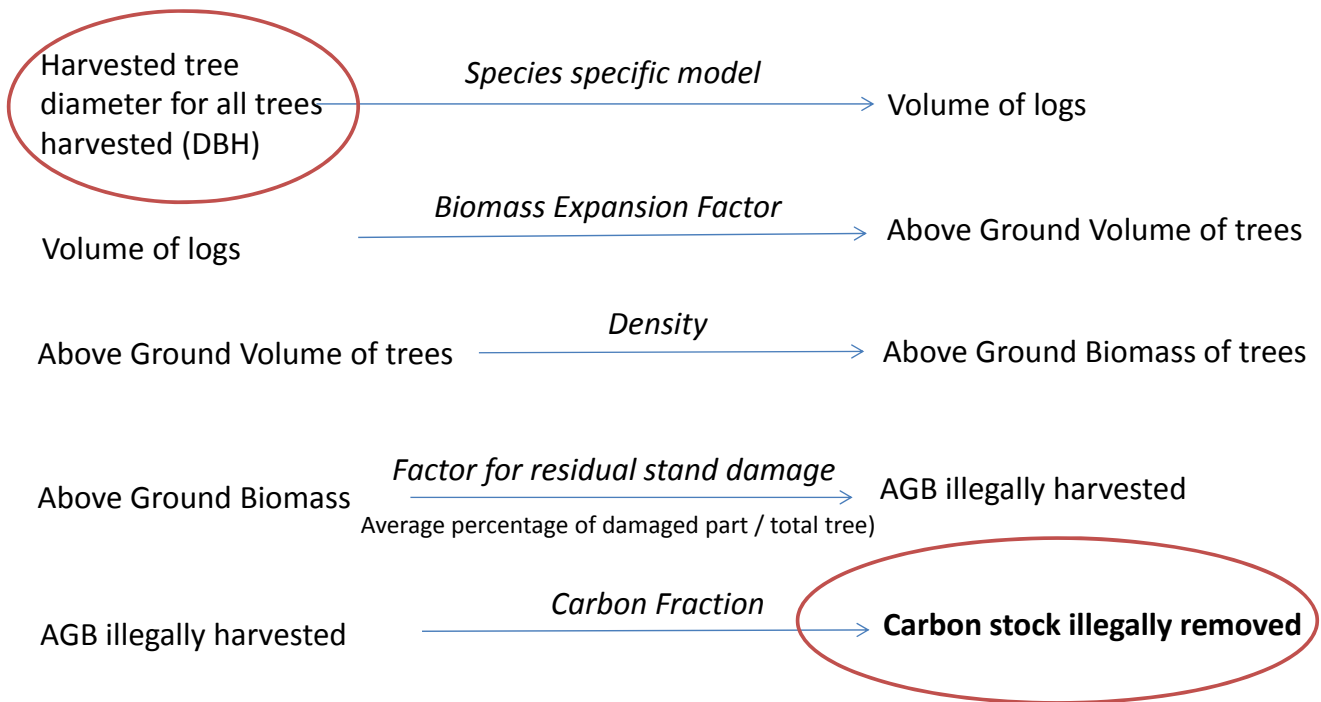 Harvested tree
diameter for all trees
harvested (DBH)
Species specific model
Volume of logs
Biomass Expansion Factor
Volume of logs
Above Ground Volume of trees
Density
Above Ground Volume of trees
Above Ground Biomass of trees
Factor for residual stand damage
Above Ground Biomass
AGB illegally harvested
Average percentage of damaged part / total tree)
Carbon Fraction
AGB illegally harvested
Carbon stock illegally removed